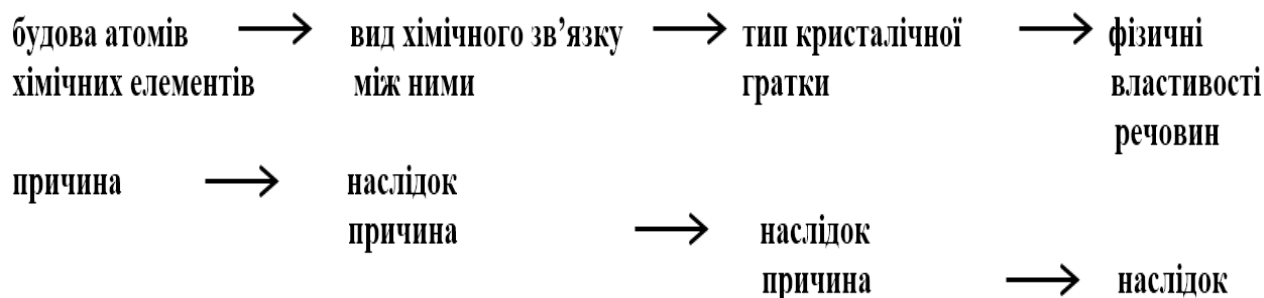 будова атомів → вид хімічного зв’язку → тип кристалічної → фізичні
хімічних елементів між ними гратки властивості
речовин
причина → наслідок
причина → наслідок
причина → наслідок